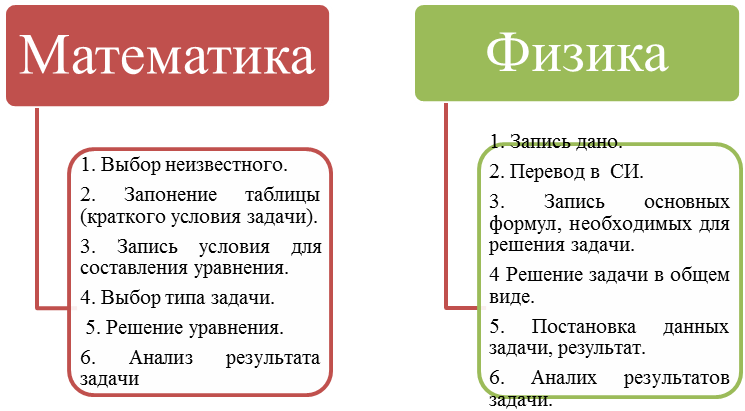 Математика
1. Выбор неизвестного.
2. Запонение таблицы
(краткого условия задачи).
3. Запись условия для
составления уравнения.
4. Выбор типа задачи.
5. Решение уравнения.
6. Анализ результата
задачи
Физика
1. Запись дано.
2. Перевод в СИ.
3. Запись основных
формул, необходимых для
решения задачи.
4 Решение задачи в общем
виде.
5. Постановка данных
задачи, результат.
6. Аналих результатов
задачи.